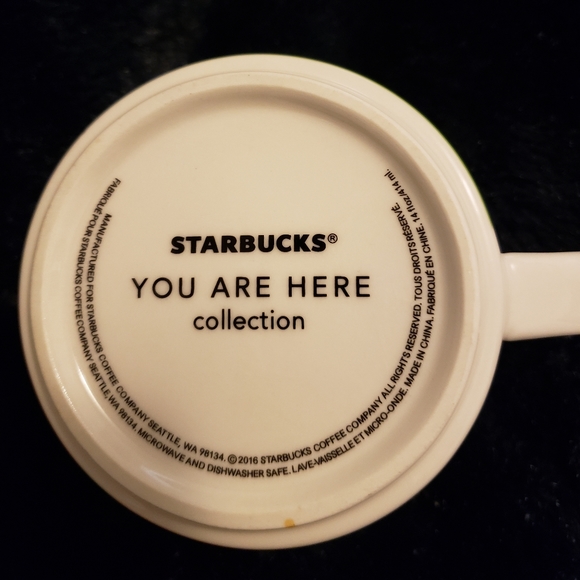 STARBUCKS®
YOU ARE HERE
collection
MANUFACTURED FOR STARBUCKS COFFEE COMPANY SEATTLE, WA 98134. ©2016 STARBUCKS COFFEE COMPANY ALL RIGHTS RESERVED. TOUS DROITS RÉSERVÉ. 14 fl oz/414 ml.
FABRIQUÉ POUR STARBUCKS COFFEE COMPANY SEATTLE, WA 98134. MICROWAVE AND DISHWASHER SAFE. LAVE-VAISSELLE ET MICRO-ONDE. MADE IN CHINA. FABRIQUÉ EN CHINE.